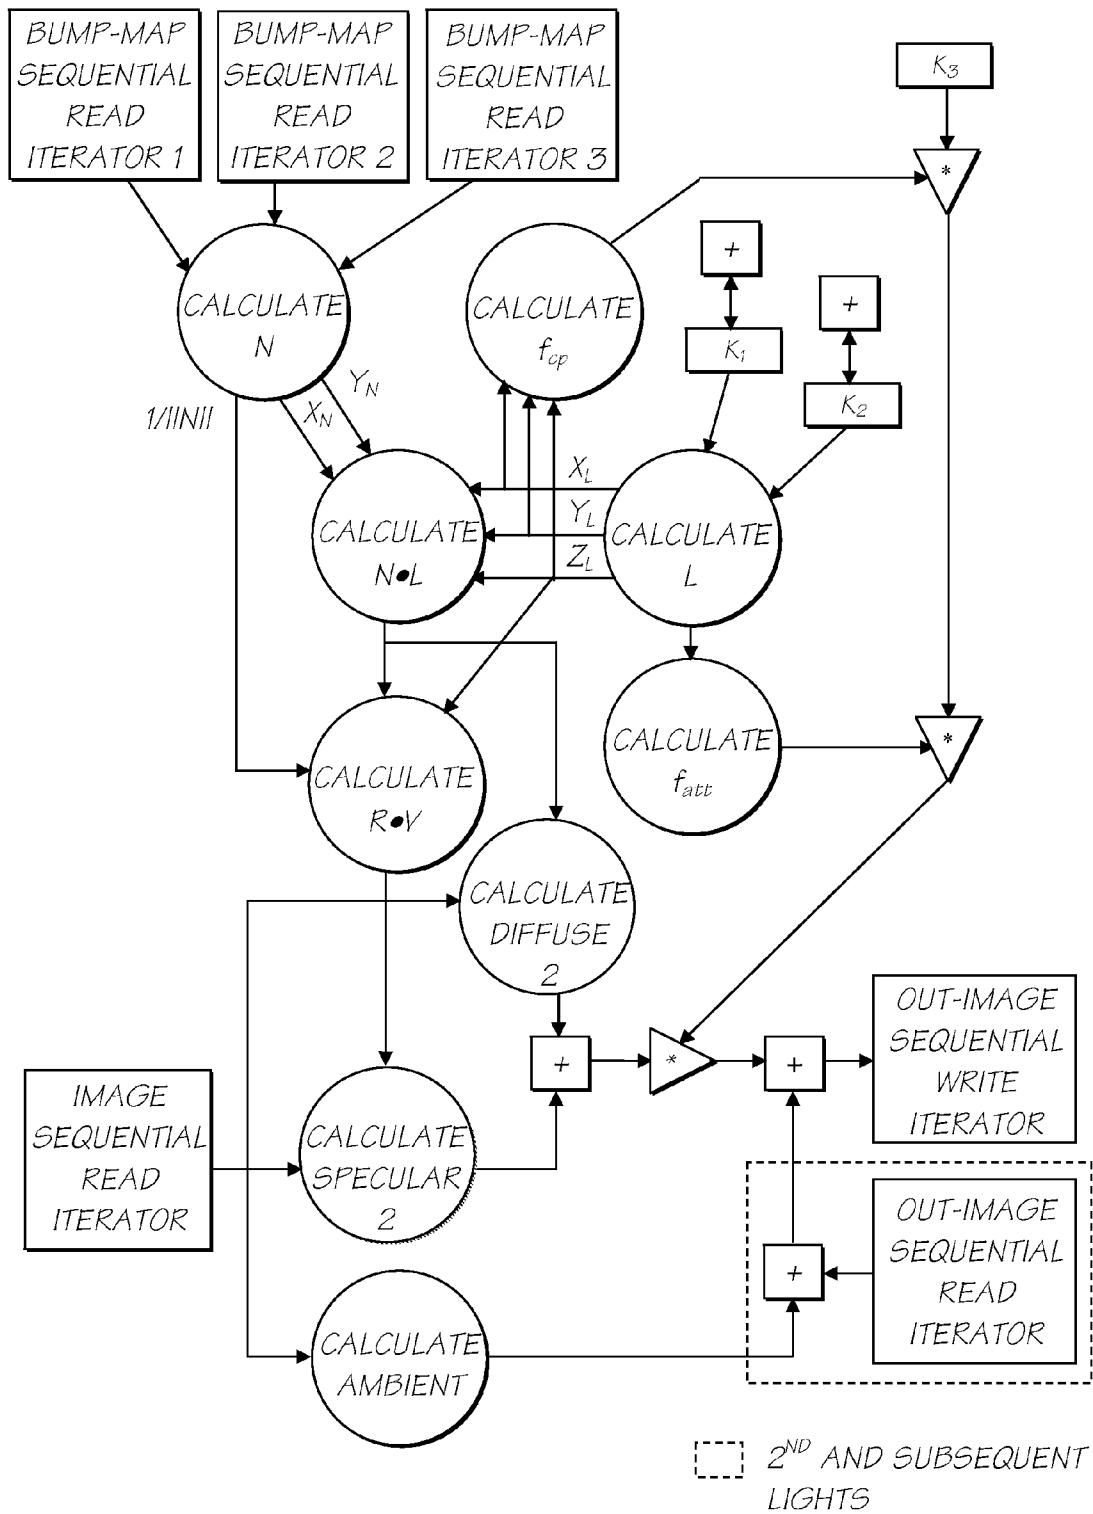 BUMP-MAP
SEQUENTIAL
READ
ITERATOR 1
BUMP-MAP
SEQUENTIAL
READ
ITERATOR 2
BUMP-MAP
SEQUENTIAL
READ
ITERATOR 3
K3
*
CALCULATE
N
CALCULATE
fcp
+
+
K1
K2
1/||N||
XN
YN
CALCULATE
N•L
XL
YL
ZL
CALCULATE
L
CALCULATE
R•V
CALCULATE
fatt
*
CALCULATE
DIFFUSE
2
IMAGE
SEQUENTIAL
READ
ITERATOR
CALCULATE
SPECULAR
2
+
*
+
OUT-IMAGE
SEQUENTIAL
WRITE
ITERATOR
CALCULATE
AMBIENT
+
OUT-IMAGE
SEQUENTIAL
READ
ITERATOR
2ND AND SUBSEQUENT
LIGHTS